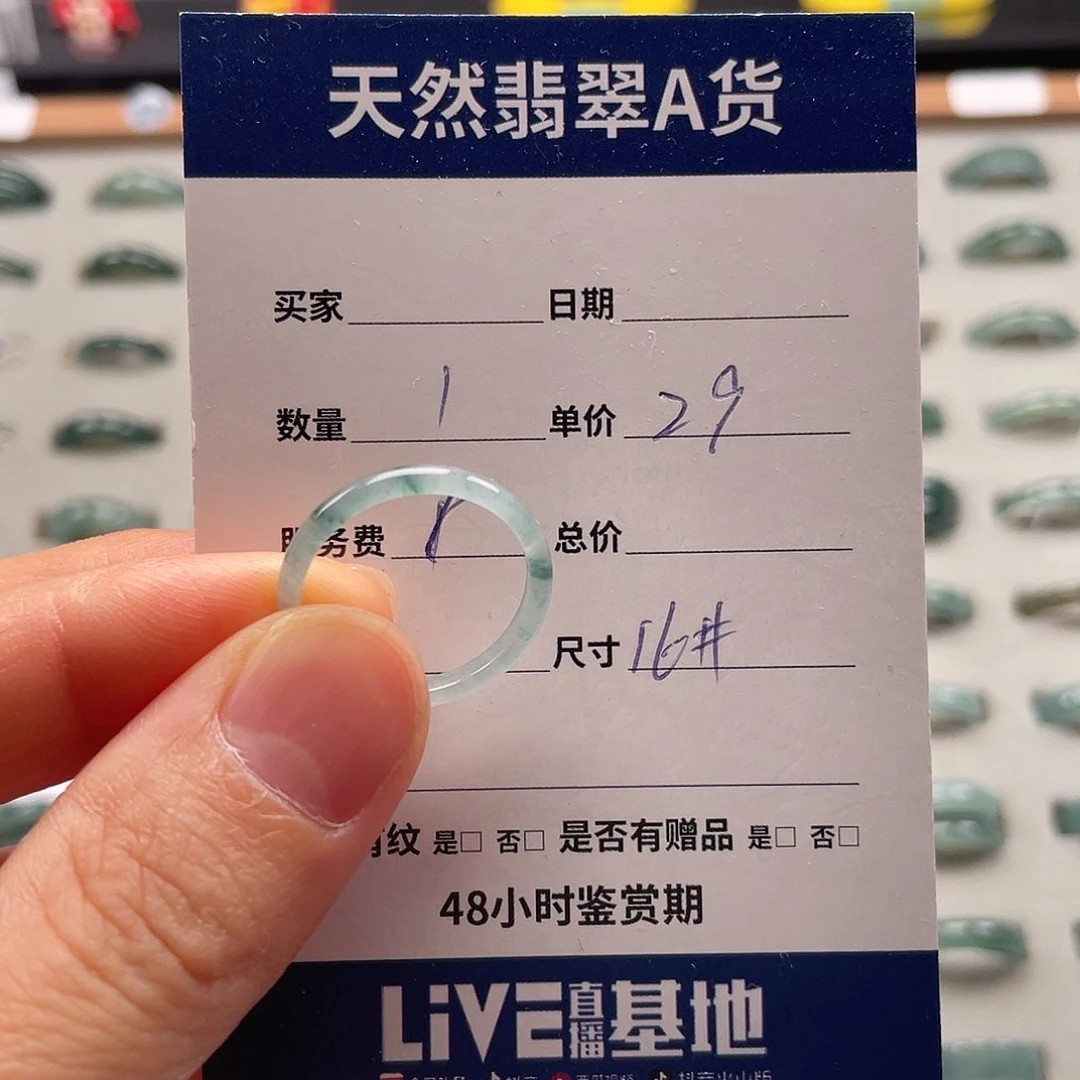 天然翡翠A货
买家 日期
数量 1 单价 29
服务费 总价
尺寸 16#
有纹 是□ 否□ 是否有赠品 是□ 否□
48小时鉴赏期
LiVE直播基地